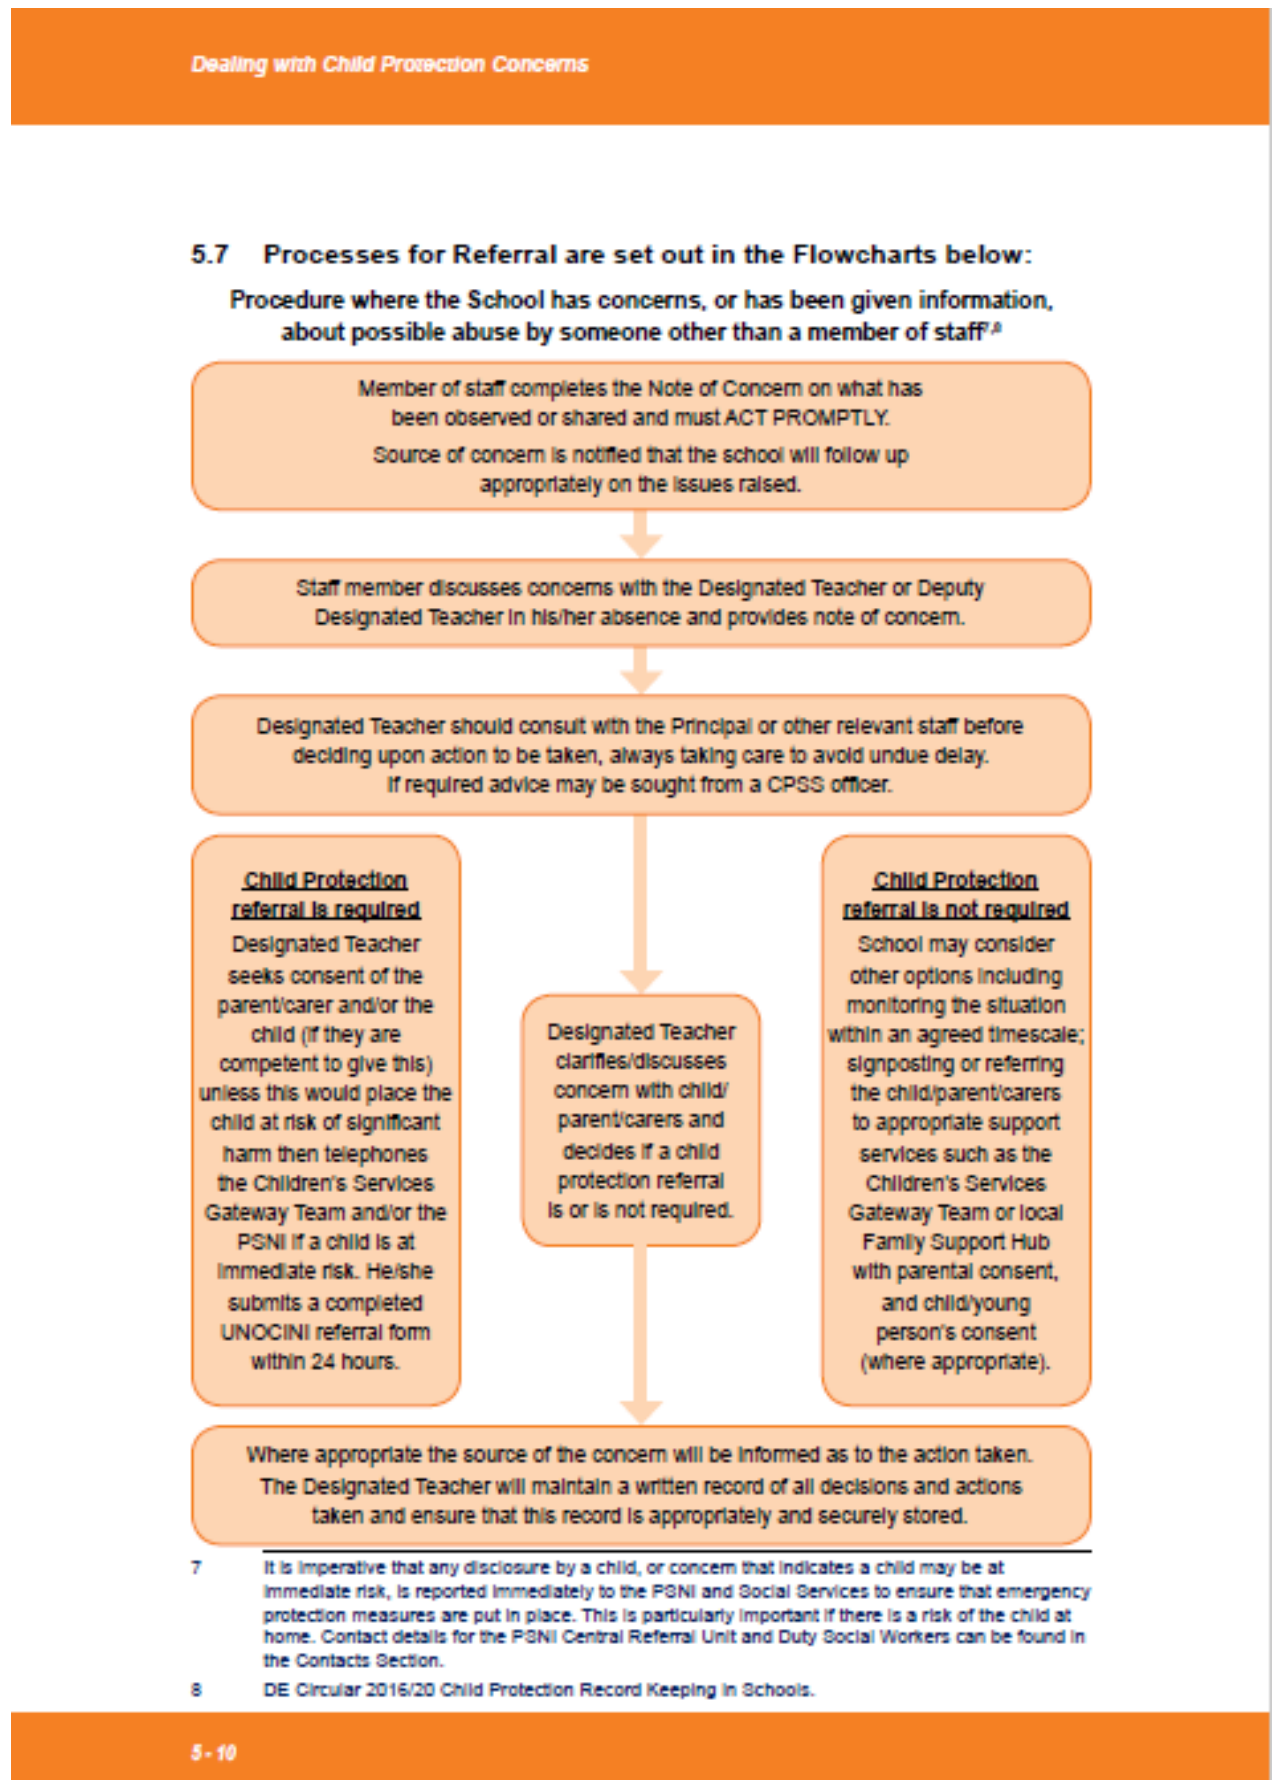 Dealing with Child Protection Concerns
5.7 Processes for Referral are set out in the Flowcharts below:
Procedure where the School has concerns, or has been given information,
about possible abuse by someone other than a member of staff7,8
Member of staff completes the Note of Concern on what has
been observed or shared and must ACT PROMPTLY.
Source of concern is notified that the school will follow up
appropriately on the issues raised.
Staff member discusses concerns with the Designated Teacher or Deputy
Designated Teacher in his/her absence and provides note of concern.
Designated Teacher should consult with the Principal or other relevant staff before
deciding upon action to be taken, always taking care to avoid undue delay.
If required advice may be sought from a CPSS officer.
Child Protection
referral is required
Designated Teacher
seeks consent of the
parent/carer and/or the
child (if they are
competent to give this)
unless this would place the
child at risk of significant
harm then telephones
the Children's Services
Gateway Team and/or the
PSNI if a child is at
immediate risk. He/she
submits a completed
UNOCINI referral form
within 24 hours.
Designated Teacher
clarifies/discusses
concern with child/
parent/carers and
decides if a child
protection referral
is or is not required.
Child Protection
referral is not required
School may consider
other options including
monitoring the situation
within an agreed timescale;
signposting or referring
the child/parent/carers
to appropriate support
services such as the
Children's Services
Gateway Team or local
Family Support Hub
with parental consent,
and child/young
person's consent
(where appropriate).
Where appropriate the source of the concern will be informed as to the action taken.
The Designated Teacher will maintain a written record of all decisions and actions
taken and ensure that this record is appropriately and securely stored.
7 It is imperative that any disclosure by a child, or concern that indicates a child may be at
immediate risk, is reported immediately to the PSNI and Social Services to ensure that emergency
protection measures are put in place. This is particularly important if there is a risk of the child at
home. Contact details for the PSNI Central Referral Unit and Duty Social Workers can be found in
the Contacts Section.
8 DE Circular 2016/20 Child Protection Record Keeping in Schools.
5 - 10